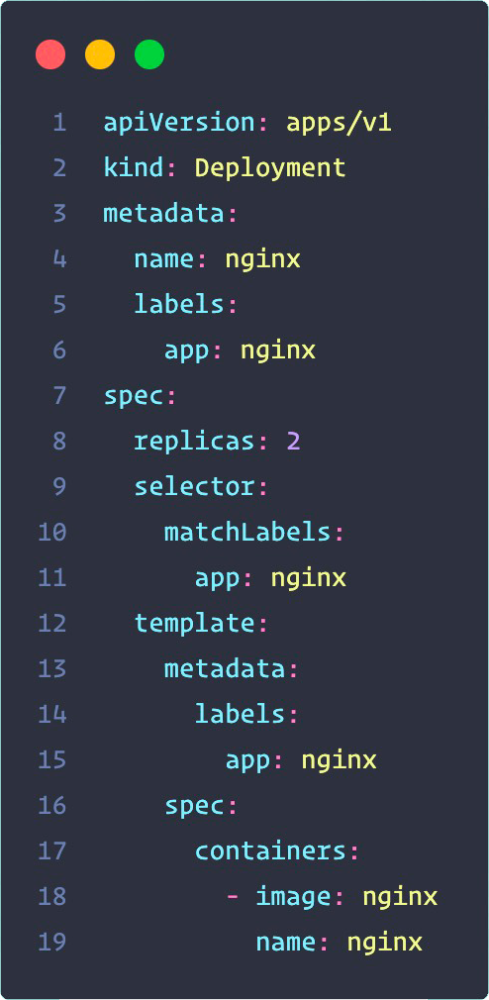 1 apiVersion: apps/v1
2 kind: Deployment
3 metadata:
4   name: nginx
5   labels:
6     app: nginx
7 spec:
8   replicas: 2
9   selector:
10     matchLabels:
11       app: nginx
12   template:
13     metadata:
14       labels:
15         app: nginx
16     spec:
17       containers:
18         - image: nginx
19           name: nginx